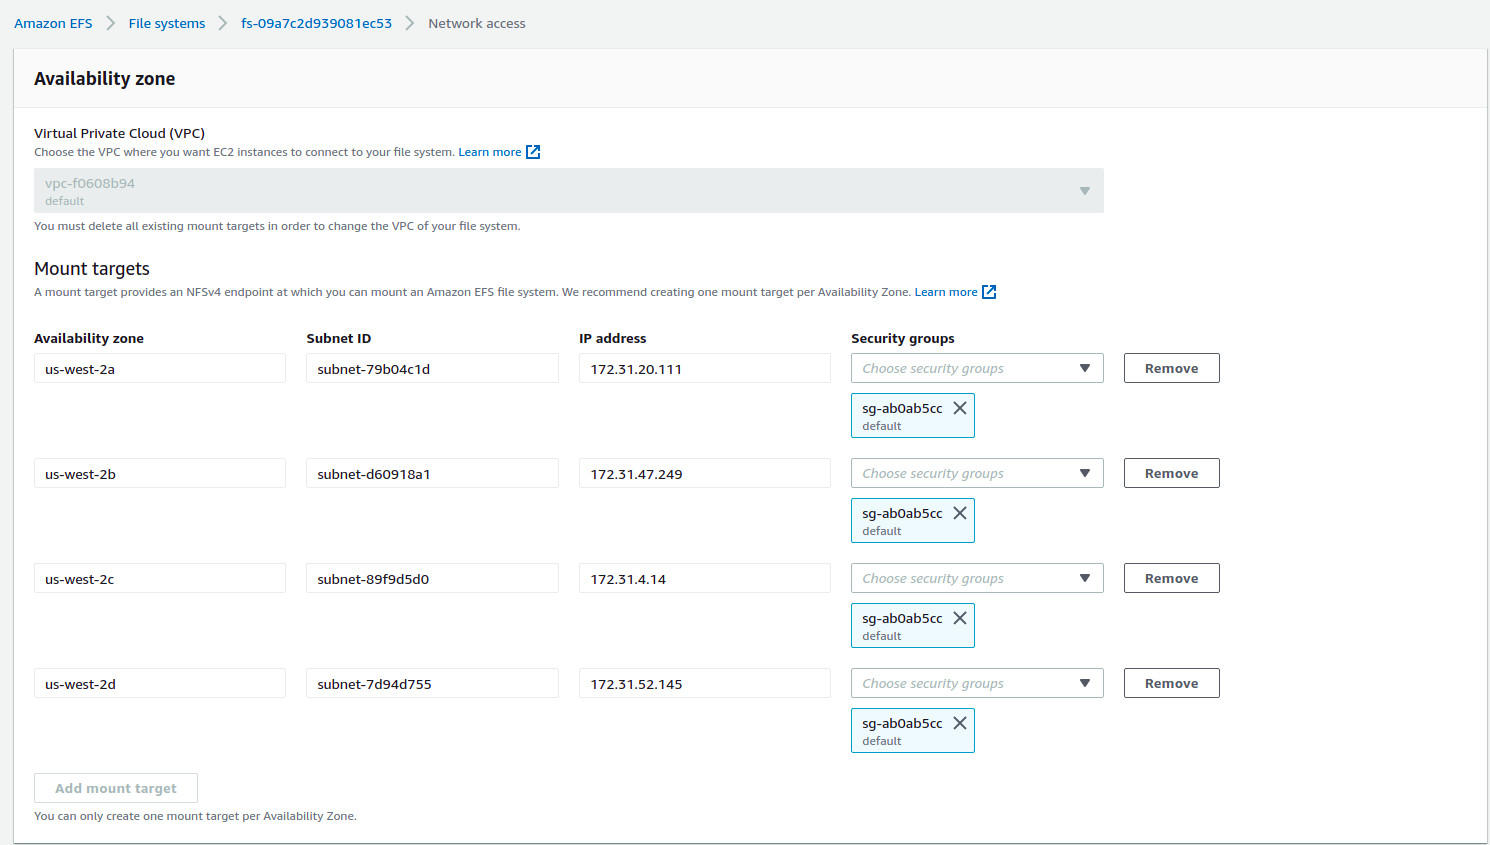 Amazon EFS > File systems > fs-09a7c2d939081ec53 > Network access
Availability zone
Virtual Private Cloud (VPC)
Choose the VPC where you want EC2 instances to connect to your file system. Learn more
vpc-f0608b94
default
You must delete all existing mount targets in order to change the VPC of your file system.
Mount targets
A mount target provides an NFSv4 endpoint at which you can mount an Amazon EFS file system. We recommend creating one mount target per Availability Zone. Learn more
Availability zone Subnet ID IP address Security groups
us-west-2a subnet-79b04c1d 172.31.20.111 Choose security groups Remove
sg-ab0ab5cc
default
us-west-2b subnet-d60918a1 172.31.47.249 Choose security groups Remove
sg-ab0ab5cc
default
us-west-2c subnet-89f9d5d0 172.31.4.14 Choose security groups Remove
sg-ab0ab5cc
default
us-west-2d subnet-7d94d755 172.31.52.145 Choose security groups Remove
sg-ab0ab5cc
default
Add mount target
You can only create one mount target per Availability Zone.